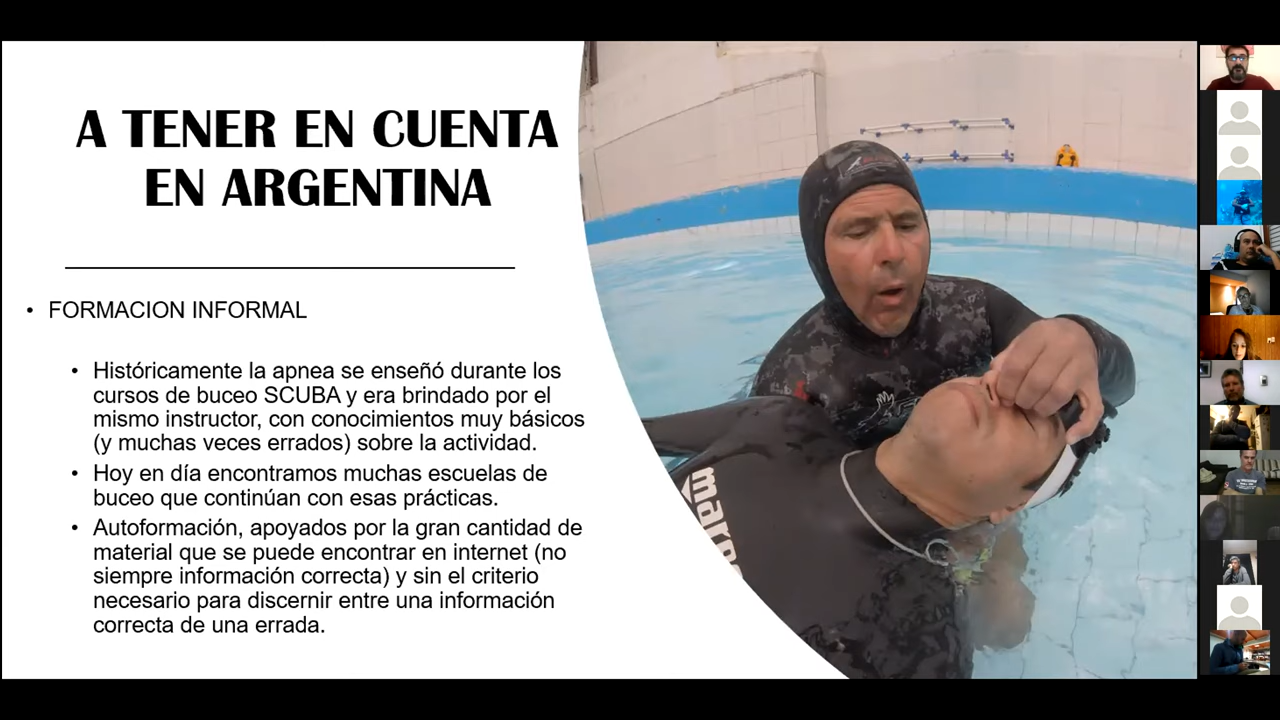 A TENER EN CUENTA
EN ARGENTINA
• FORMACION INFORMAL
• Históricamente la apnea se enseñó durante los
cursos de buceo SCUBA y era brindado por el
mismo instructor, con conocimientos muy básicos
(y muchas veces errados) sobre la actividad.
• Hoy en día encontramos muchas escuelas de
buceo que continúan con esas prácticas.
• Autoformación, apoyados por la gran cantidad de
material que se puede encontrar en internet (no
siempre información correcta) y sin el criterio
necesario para discernir entre una información
correcta de una errada.